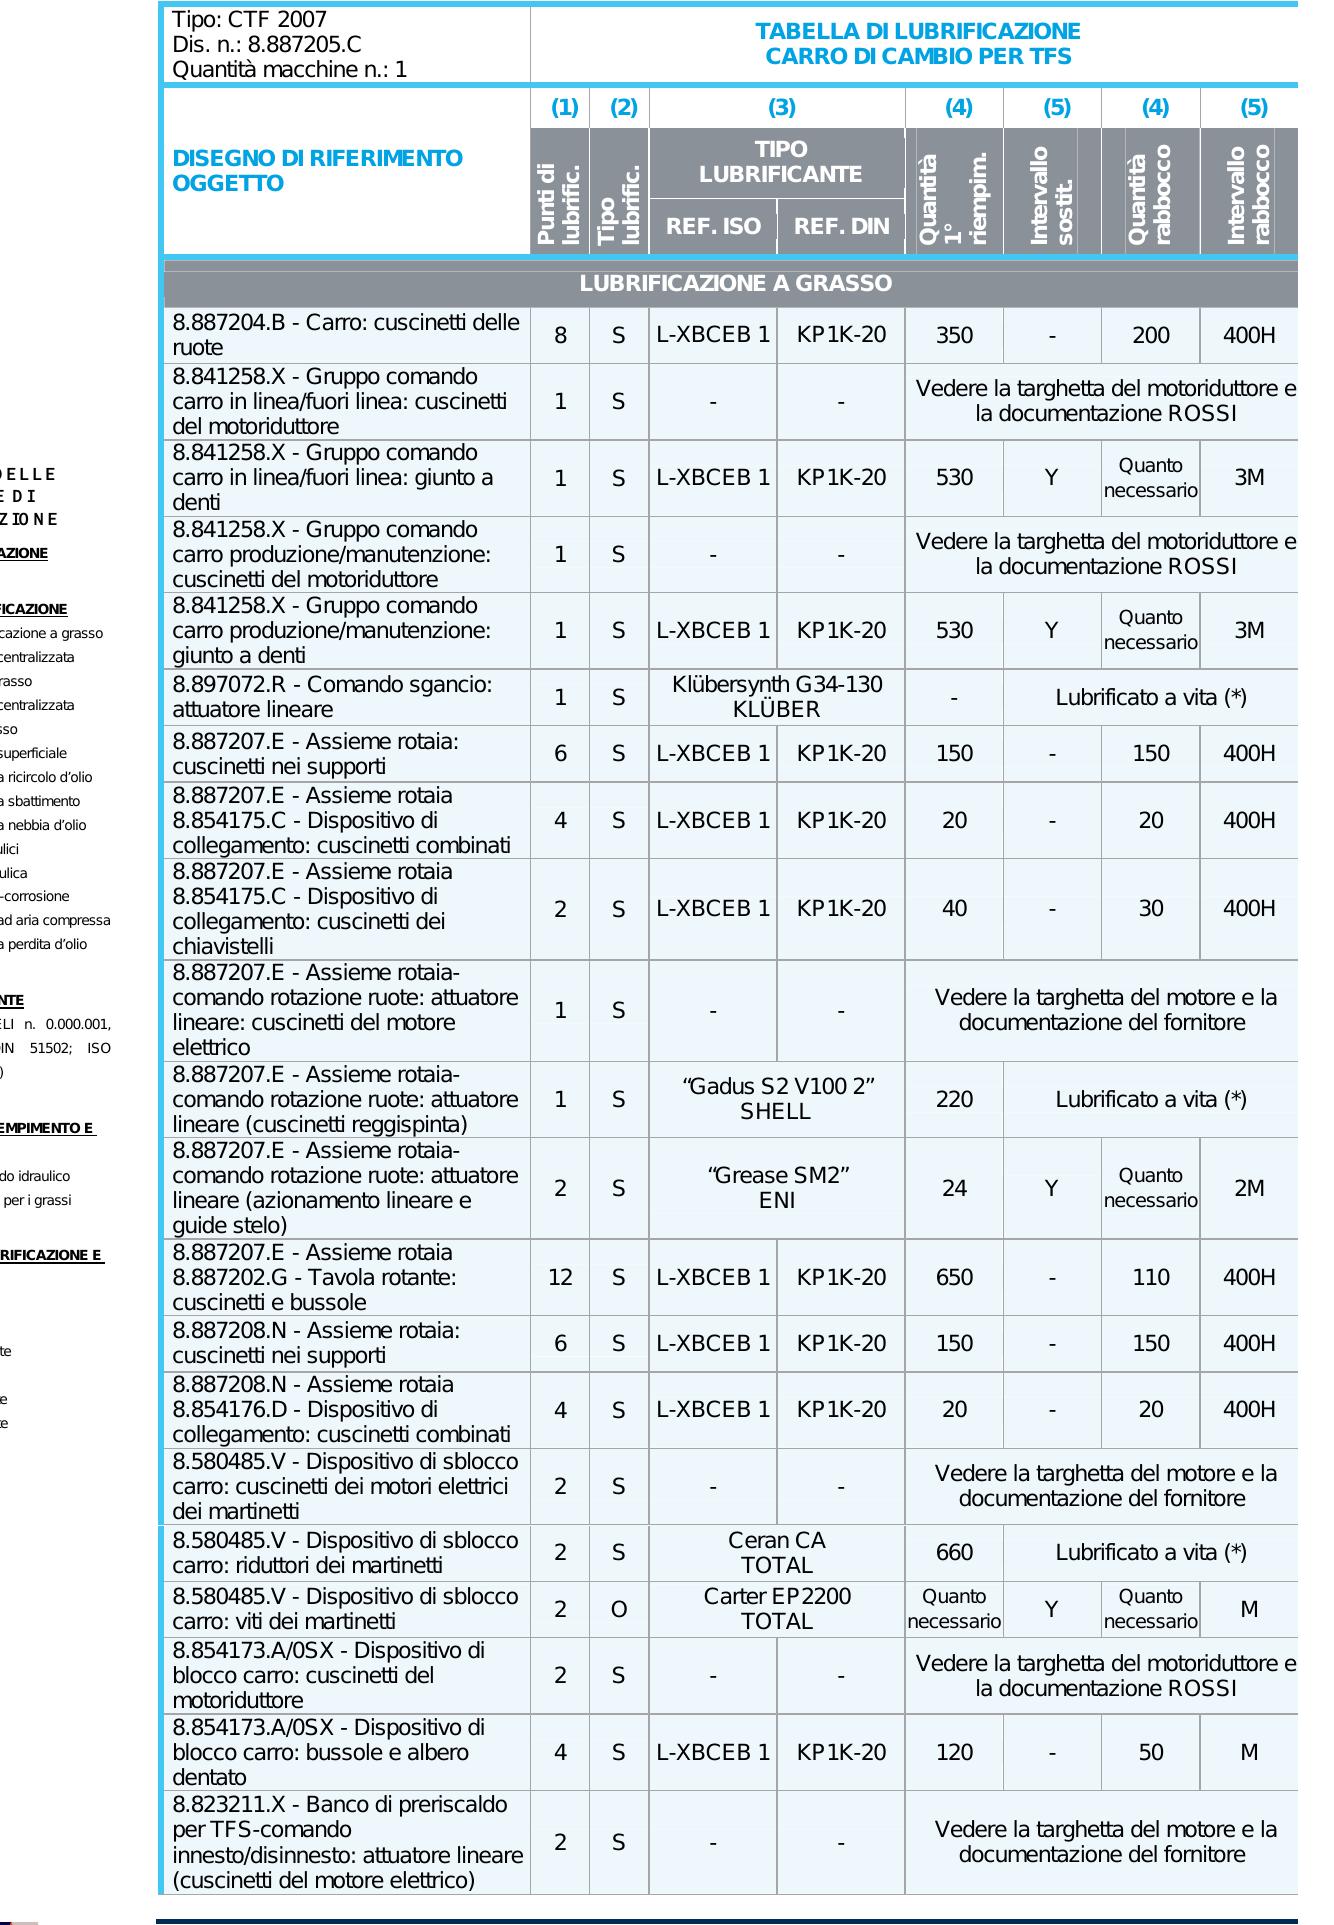 Tipo: CTF 2007
Dis. n.: 8.887205.C
Quantità macchine n.: 1
TABELLA DI LUBRIFICAZIONE
CARRO DI CAMBIO PER TFS
DISEGNO DI RIFERIMENTO
OGGETTO
(1) (2) (3) (4) (5) (4) (5)
Punti di
lubrific.
Tipo
lubrific.
TIPO
LUBRIFICANTE
REF. ISO REF. DIN
Quantità
1°
riempim.
Intervallo
sostit.
Quantità
rabbocco
Intervallo
rabbocco
LUBRIFICAZIONE A GRASSO
8.887204.B - Carro: cuscinetti delle
ruote
8 S L-XBCEB 1 KP1K-20 350 - 200 400H
8.841258.X - Gruppo comando
carro in linea/fuori linea: cuscinetti
del motoriduttore
1 S - -
Vedere la targhetta del motoriduttore e
la documentazione ROSSI
8.841258.X - Gruppo comando
carro in linea/fuori linea: giunto a
denti
1 S L-XBCEB 1 KP1K-20 530 Y
Quanto
necessario
3M
8.841258.X - Gruppo comando
carro produzione/manutenzione:
cuscinetti del motoriduttore
1 S - -
Vedere la targhetta del motoriduttore e
la documentazione ROSSI
8.841258.X - Gruppo comando
carro produzione/manutenzione:
giunto a denti
1 S L-XBCEB 1 KP1K-20 530 Y
Quanto
necessario
3M
8.897072.R - Comando sgancio:
attuatore lineare
1 S
Klübersynth G34-130
KLÜBER
- Lubrificato a vita (*)
8.887207.E - Assieme rotaia:
cuscinetti nei supporti
6 S L-XBCEB 1 KP1K-20 150 - 150 400H
8.887207.E - Assieme rotaia
8.854175.C - Dispositivo di
collegamento: cuscinetti combinati
4 S L-XBCEB 1 KP1K-20 20 - 20 400H
8.887207.E - Assieme rotaia
8.854175.C - Dispositivo di
collegamento: cuscinetti dei
chiavistelli
2 S L-XBCEB 1 KP1K-20 40 - 30 400H
8.887207.E - Assieme rotaia-
comando rotazione ruote: attuatore
lineare: cuscinetti del motore
elettrico
1 S - -
Vedere la targhetta del motore e la
documentazione del fornitore
8.887207.E - Assieme rotaia-
comando rotazione ruote: attuatore
lineare (cuscinetti reggispinta)
1 S
“Gadus S2 V100 2”
SHELL
220 Lubrificato a vita (*)
8.887207.E - Assieme rotaia-
comando rotazione ruote: attuatore
lineare (azionamento lineare e
guide stelo)
2 S
“Grease SM2”
ENI
24 Y
Quanto
necessario
2M
8.887207.E - Assieme rotaia
8.887202.G - Tavola rotante:
cuscinetti e bussole
12 S L-XBCEB 1 KP1K-20 650 - 110 400H
8.887208.N - Assieme rotaia:
cuscinetti nei supporti
6 S L-XBCEB 1 KP1K-20 150 - 150 400H
8.887208.N - Assieme rotaia
8.854176.D - Dispositivo di
collegamento: cuscinetti combinati
4 S L-XBCEB 1 KP1K-20 20 - 20 400H
8.580485.V - Dispositivo di sblocco
carro: cuscinetti dei motori elettrici
dei martinetti
2 S - -
Vedere la targhetta del motore e la
documentazione del fornitore
8.580485.V - Dispositivo di sblocco
carro: riduttori dei martinetti
2 S
Ceran CA
TOTAL
660 Lubrificato a vita (*)
8.580485.V - Dispositivo di sblocco
carro: viti dei martinetti
2 O
Carter EP2200
TOTAL
Quanto
necessario
Y
Quanto
necessario
M
8.854173.A/0SX - Dispositivo di
blocco carro: cuscinetti del
motoriduttore
2 S - -
Vedere la targhetta del motoriduttore e
la documentazione ROSSI
8.854173.A/0SX - Dispositivo di
blocco carro: bussole e albero
dentato
4 S L-XBCEB 1 KP1K-20 120 - 50 M
8.823211.X - Banco di preriscaldo
per TFS-comando
innesto/disinnesto: attuatore lineare
(cuscinetti del motore elettrico)
2 S - -
Vedere la targhetta del motore e la
documentazione del fornitore
DELLE
E DI
ZIONE
AZIONE
FICAZIONE
cazione a grasso
centralizzata
rasso
centralizzata
sso
superficiale
a ricircolo d’olio
a sbattimento
a nebbia d’olio
ulici
ulica
-corrosione
ad aria compressa
a perdita d’olio
NTE
ELI n. 0.000.001,
DIN 51502; ISO
)
EMPIMENTO E
do idraulico
per i grassi
RIFICAZIONE E
te
te
te